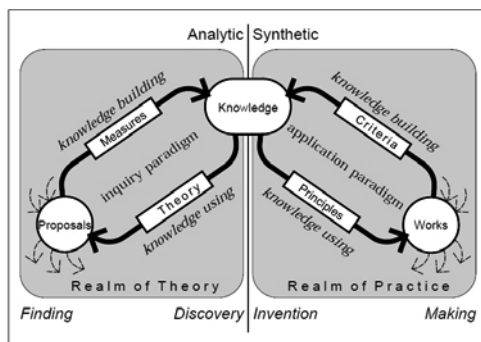 Analytic Synthetic
knowledge building
Measures
Knowledge
knowledge building
Criteria
inquiry paradigm
application paradigm
Proposals
Theory
knowledge using
Principles
knowledge using
Works
Realm of Theory
Realm of Practice
Finding Discovery Invention Making